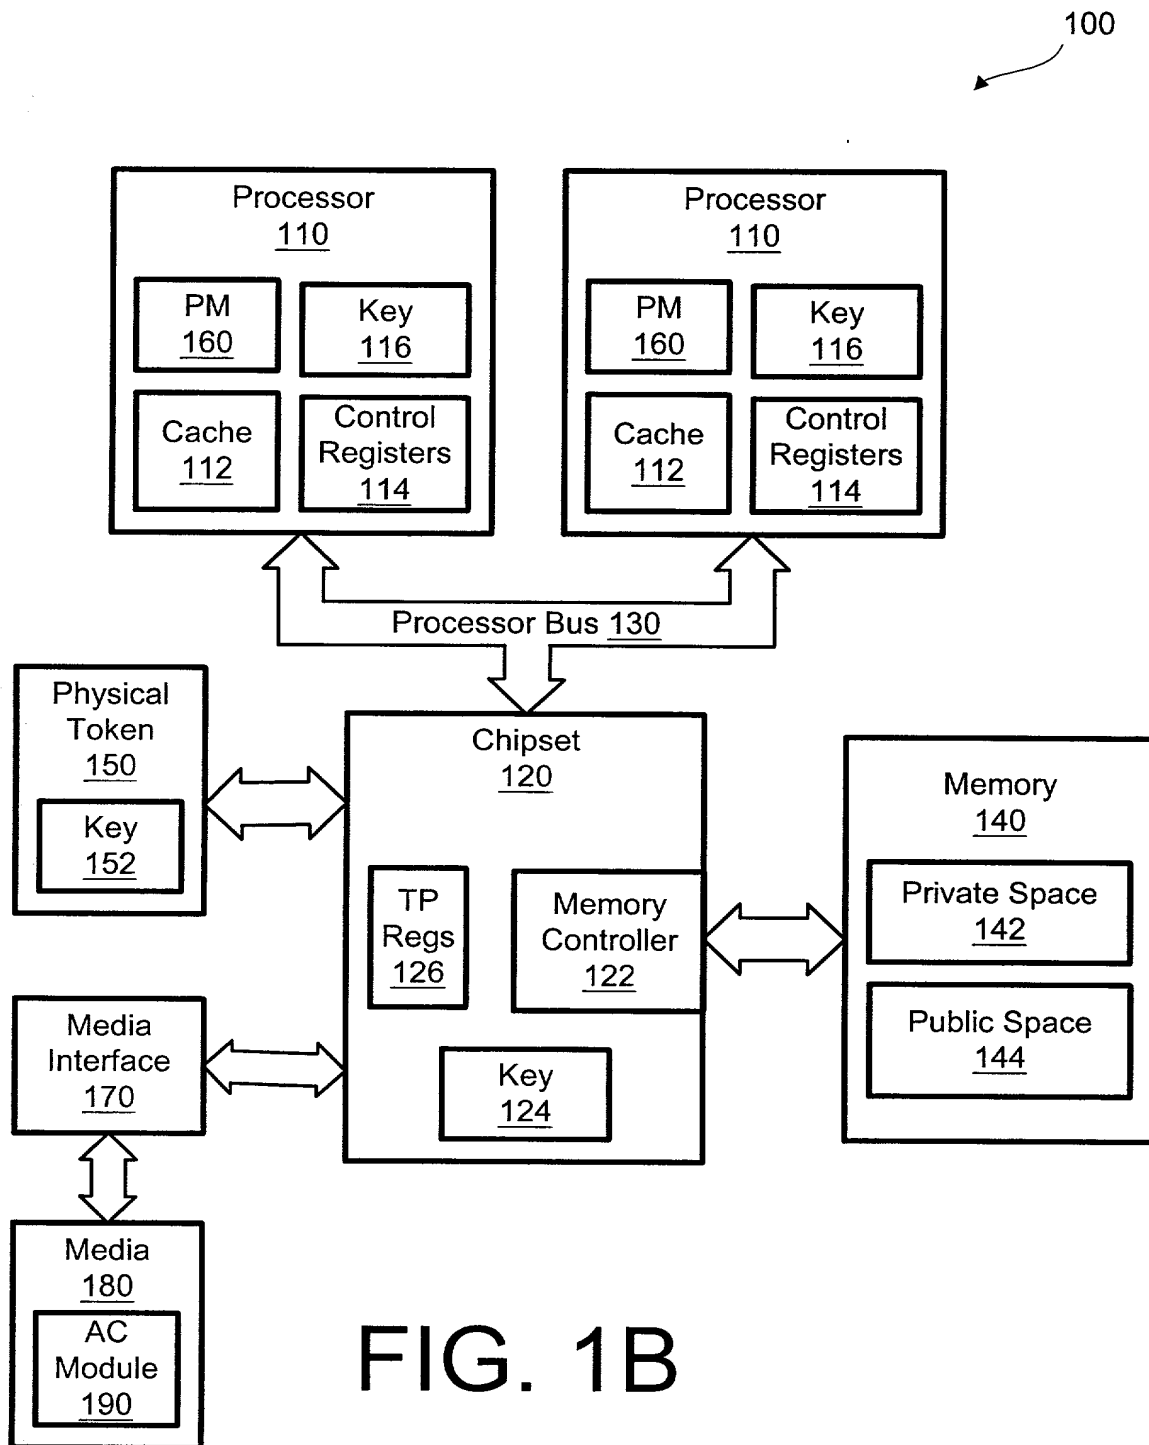 100
Processor
110
PM
160
Key
116
Cache
112
Control
Registers
114
Processor
110
PM
160
Key
116
Cache
112
Control
Registers
114
Processor Bus 130
Physical
Token
150
Key
152
Chipset
120
TP
Regs
126
Memory
Controller
122
Key
124
Memory
140
Private Space
142
Public Space
144
Media
Interface
170
Media
180
AC
Module
190
FIG. 1B